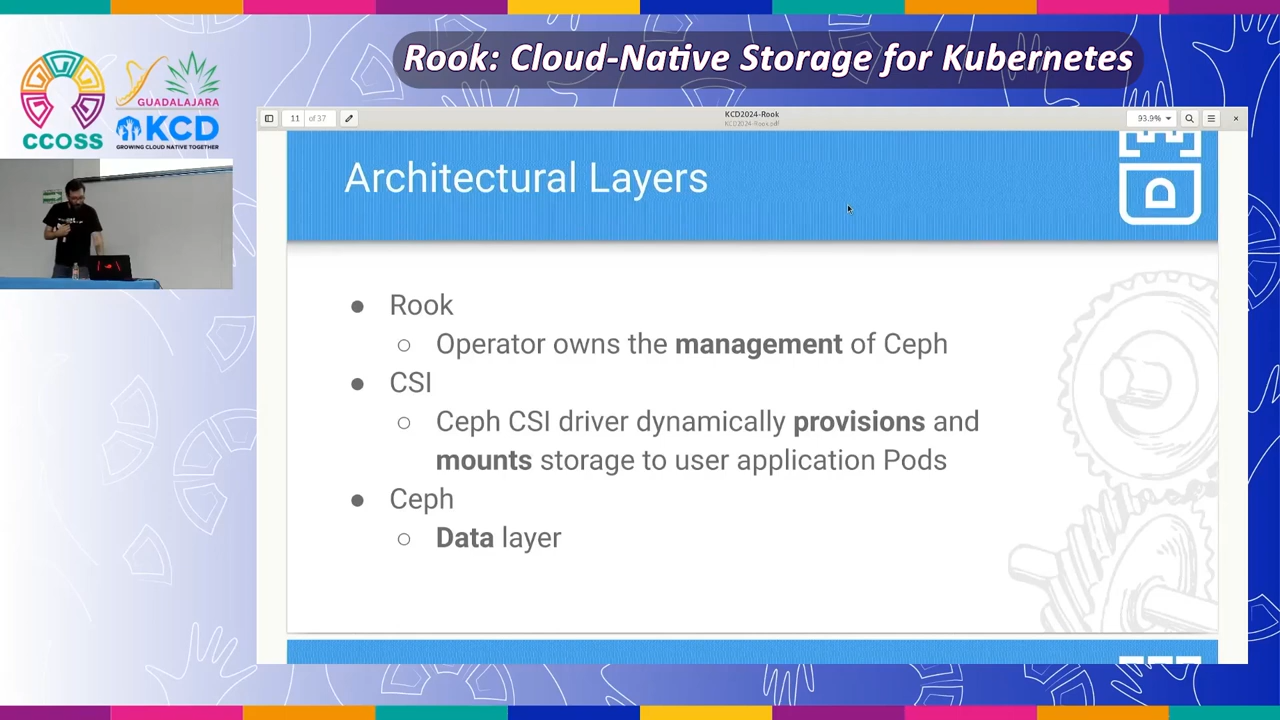 Rook: Cloud-Native Storage for Kubernetes
CCOSS
GUADALAJARA
KCD
GROWING CLOUD NATIVE TOGETHER
11 of 37
KCD2024-Rook
KCD2024-Rook.pdf
93.9%
Architectural Layers
● Rook
○ Operator owns the management of Ceph
● CSI
○ Ceph CSI driver dynamically provisions and
mounts storage to user application Pods
● Ceph
○ Data layer